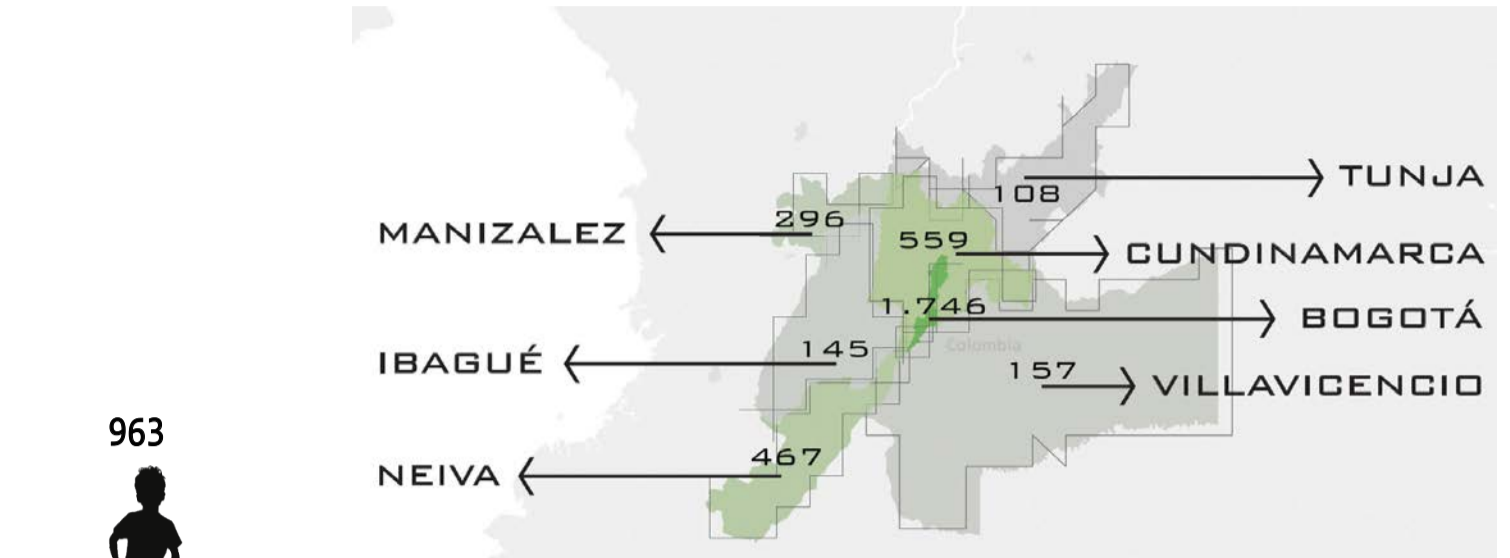 TUNJA
108
296
MANIZALEZ
559
CUNDINAMARCA
1.746
BOGOTÁ
Colombia
145
IBAGUÉ
157
VILLAVICENCIO
963
467
NEIVA